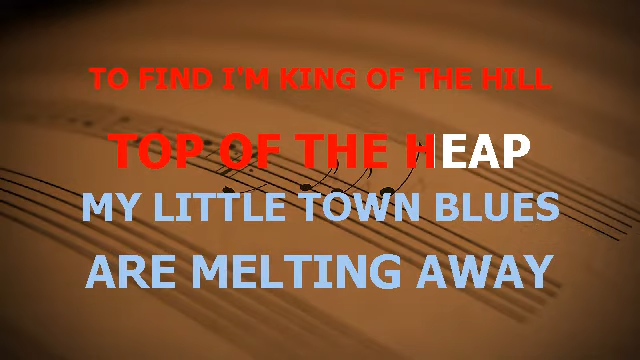 TO FIND I'M KING OF THE HILL
TOP OF THE HEAP
MY LITTLE TOWN BLUES
ARE MELTING AWAY